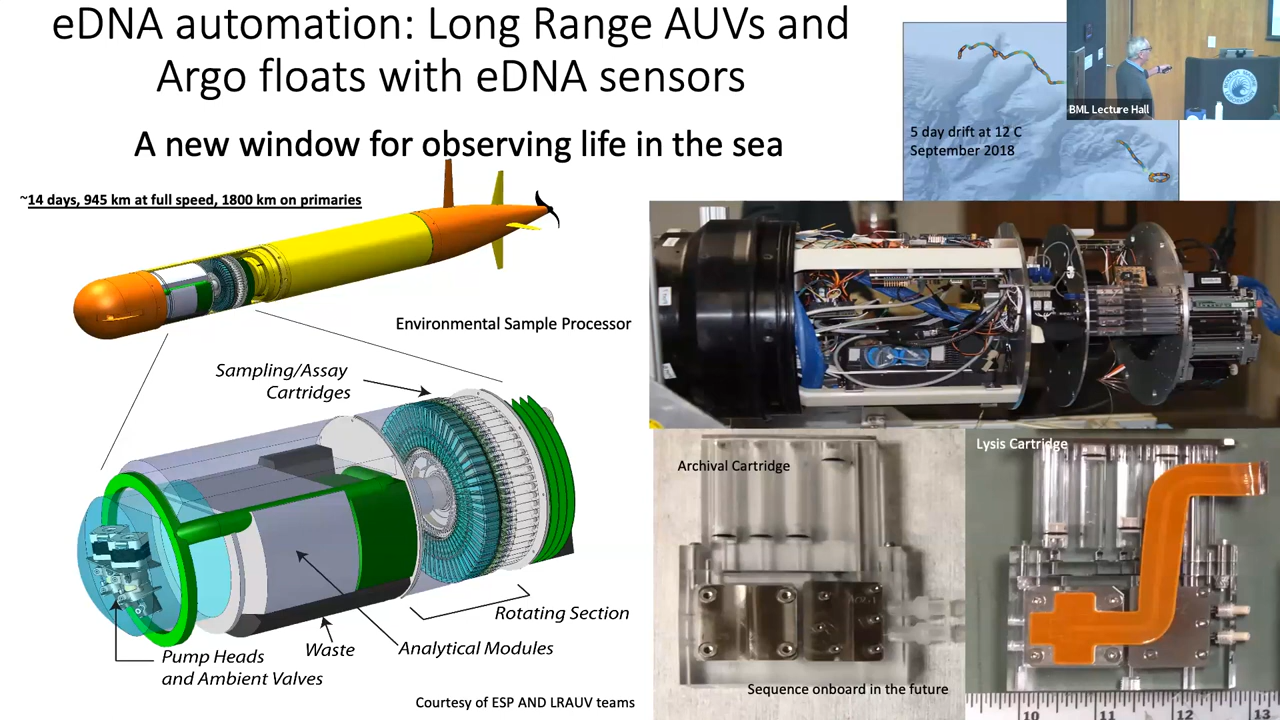 eDNA automation: Long Range AUVs and
Argo floats with eDNA sensors
A new window for observing life in the sea
~14 days, 945 km at full speed, 1800 km on primaries
5 day drift at 12 C
September 2018
BML Lecture Hall
Environmental Sample Processor
Sampling/Assay
Cartridges
Rotating Section
Analytical Modules
Waste
Pump Heads
and Ambient Valves
Courtesy of ESP AND LRAUV teams
Archival Cartridge
Lysis Cartridge
Sequence onboard in the future
10 11 12 13